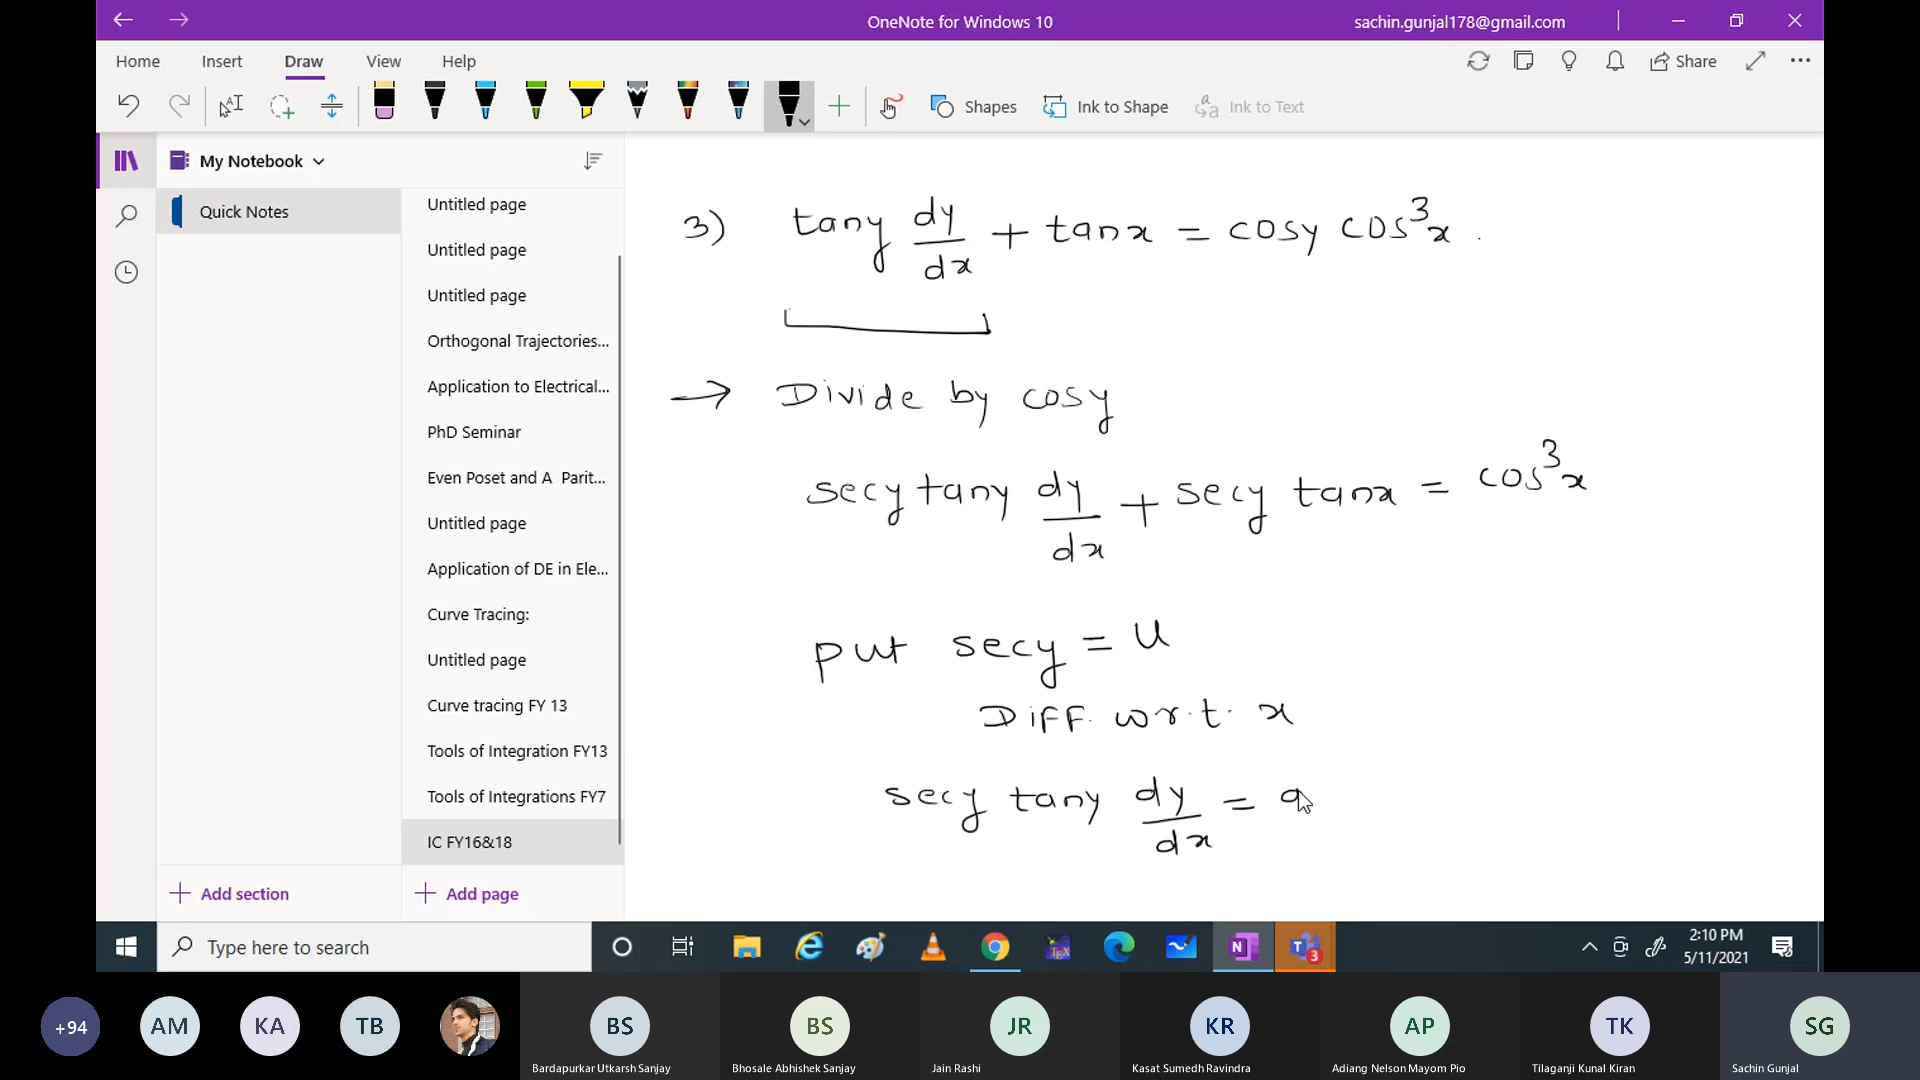 OneNote for Windows 10
sachin.gunjal178@gmail.com
Home Insert Draw View Help
Share
Shapes Ink to Shape Ink to Text
My Notebook
Quick Notes
Untitled page
Untitled page
Untitled page
Orthogonal Trajectories...
Application to Electrical...
PhD Seminar
Even Poset and A Parit...
Untitled page
Application of DE in Ele...
Curve Tracing:
Untitled page
Curve tracing FY 13
Tools of Integration FY13
Tools of Integrations FY7
IC FY16&18
Add section
Add page
3) tany dy/dx + tanx = cosy cos³x .
→ Divide by cosy
secy tany dy/dx + secy tanx = cos³x
put secy = u
Diff. w.r.t. x
secy tany dy/dx =
Type here to search
N
T
3
2:10 PM
5/11/2021
+94 AM KA TB BS BS JR KR AP TK SG
Bardapurkar Utkarsh Sanjay
Bhosale Abhishek Sanjay
Jain Rashi
Kasat Sumedh Ravindra
Adiang Nelson Mayom Pio
Tilaganji Kunal Kiran
Sachin Gunjal